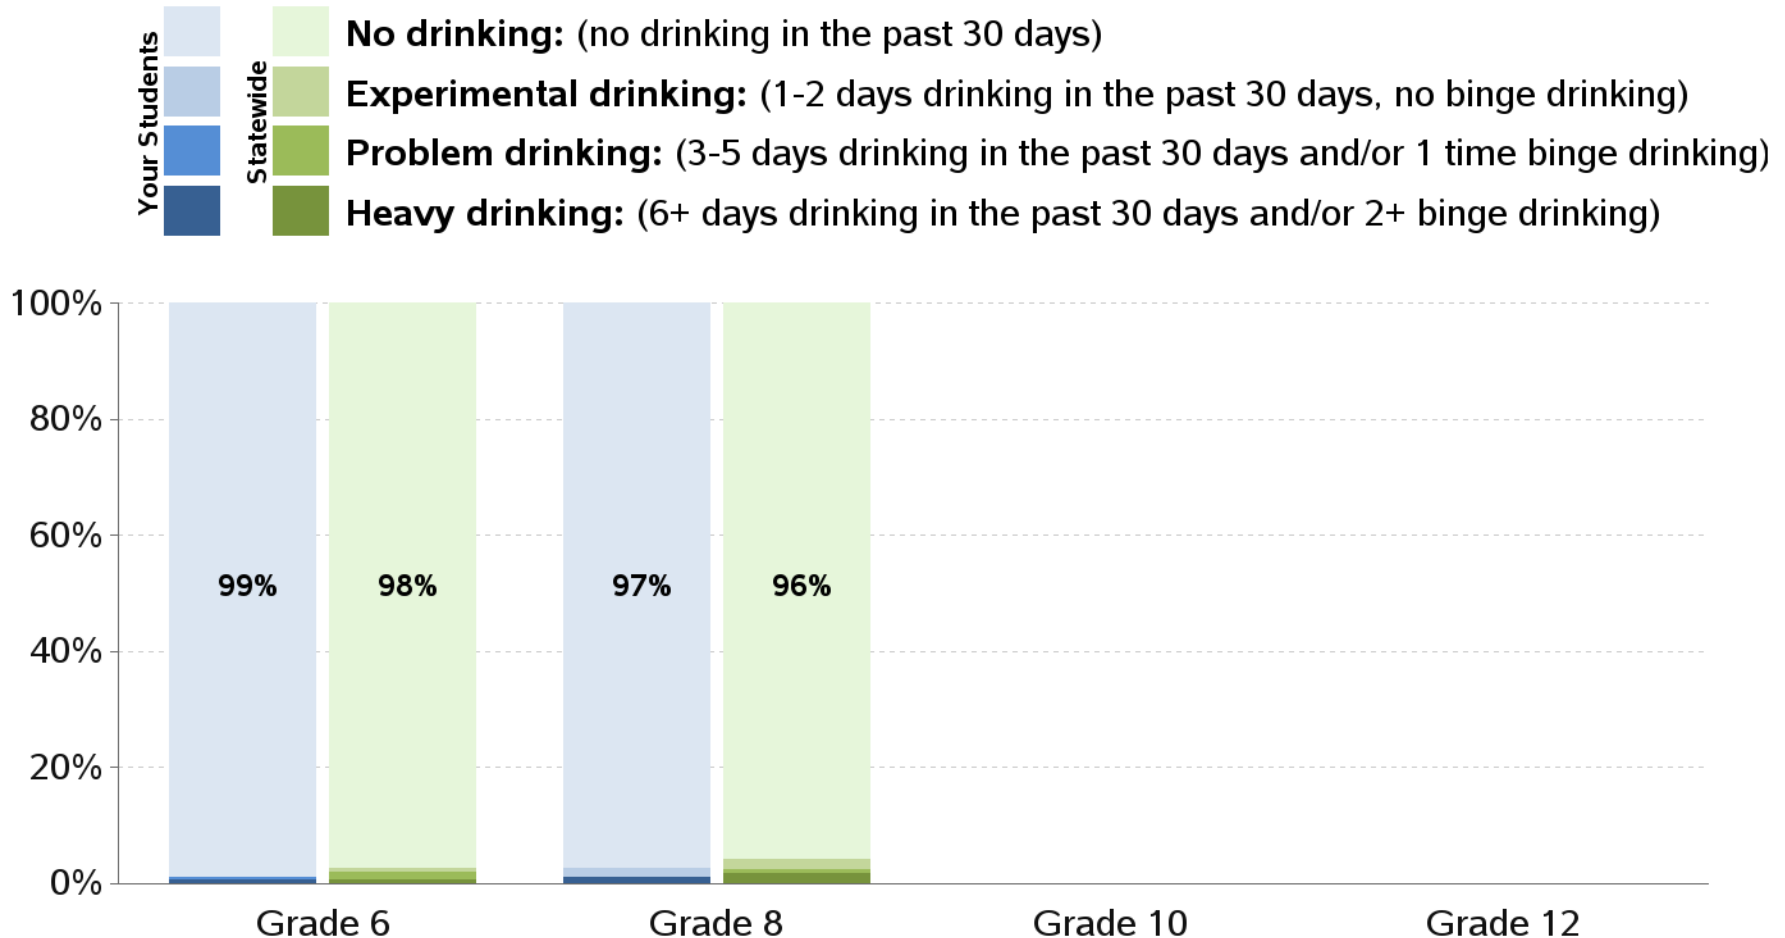 Your Students
Statewide
No drinking: (no drinking in the past 30 days)
Experimental drinking: (1-2 days drinking in the past 30 days, no binge drinking)
Problem drinking: (3-5 days drinking in the past 30 days and/or 1 time binge drinking)
Heavy drinking: (6+ days drinking in the past 30 days and/or 2+ binge drinking)
100%
80%
60%
99% 98% 97% 96%
40%
20%
0%
Grade 6 Grade 8 Grade 10 Grade 12